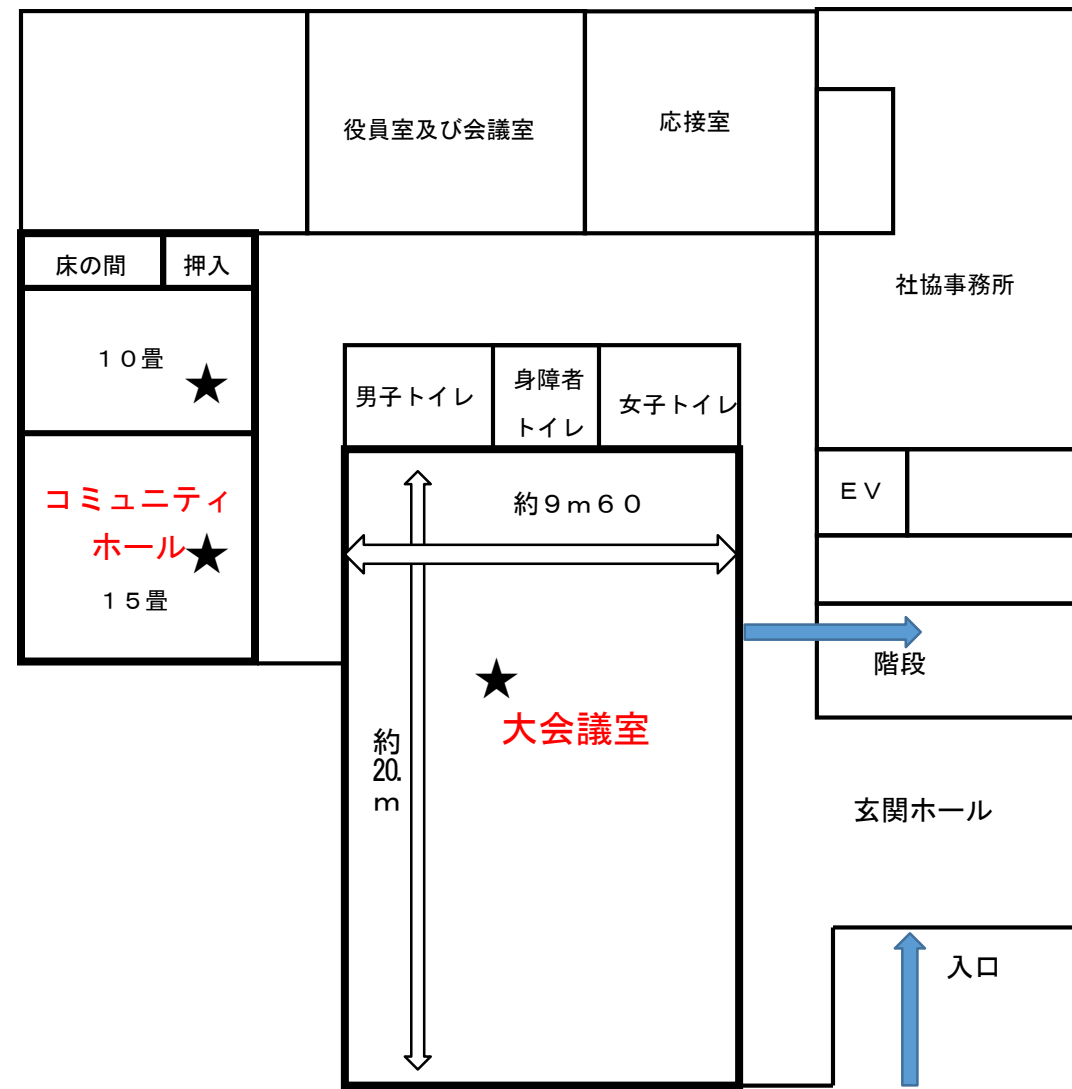 役員室及び会議室
応接室
床の間
押入
社協事務所
１０畳
男子トイレ
身障者
トイレ
女子トイレ
コミュニティ
ホール
１５畳
約９ｍ６０
ＥＶ
階段
大会議室
約
20.
ｍ
玄関ホール
入口